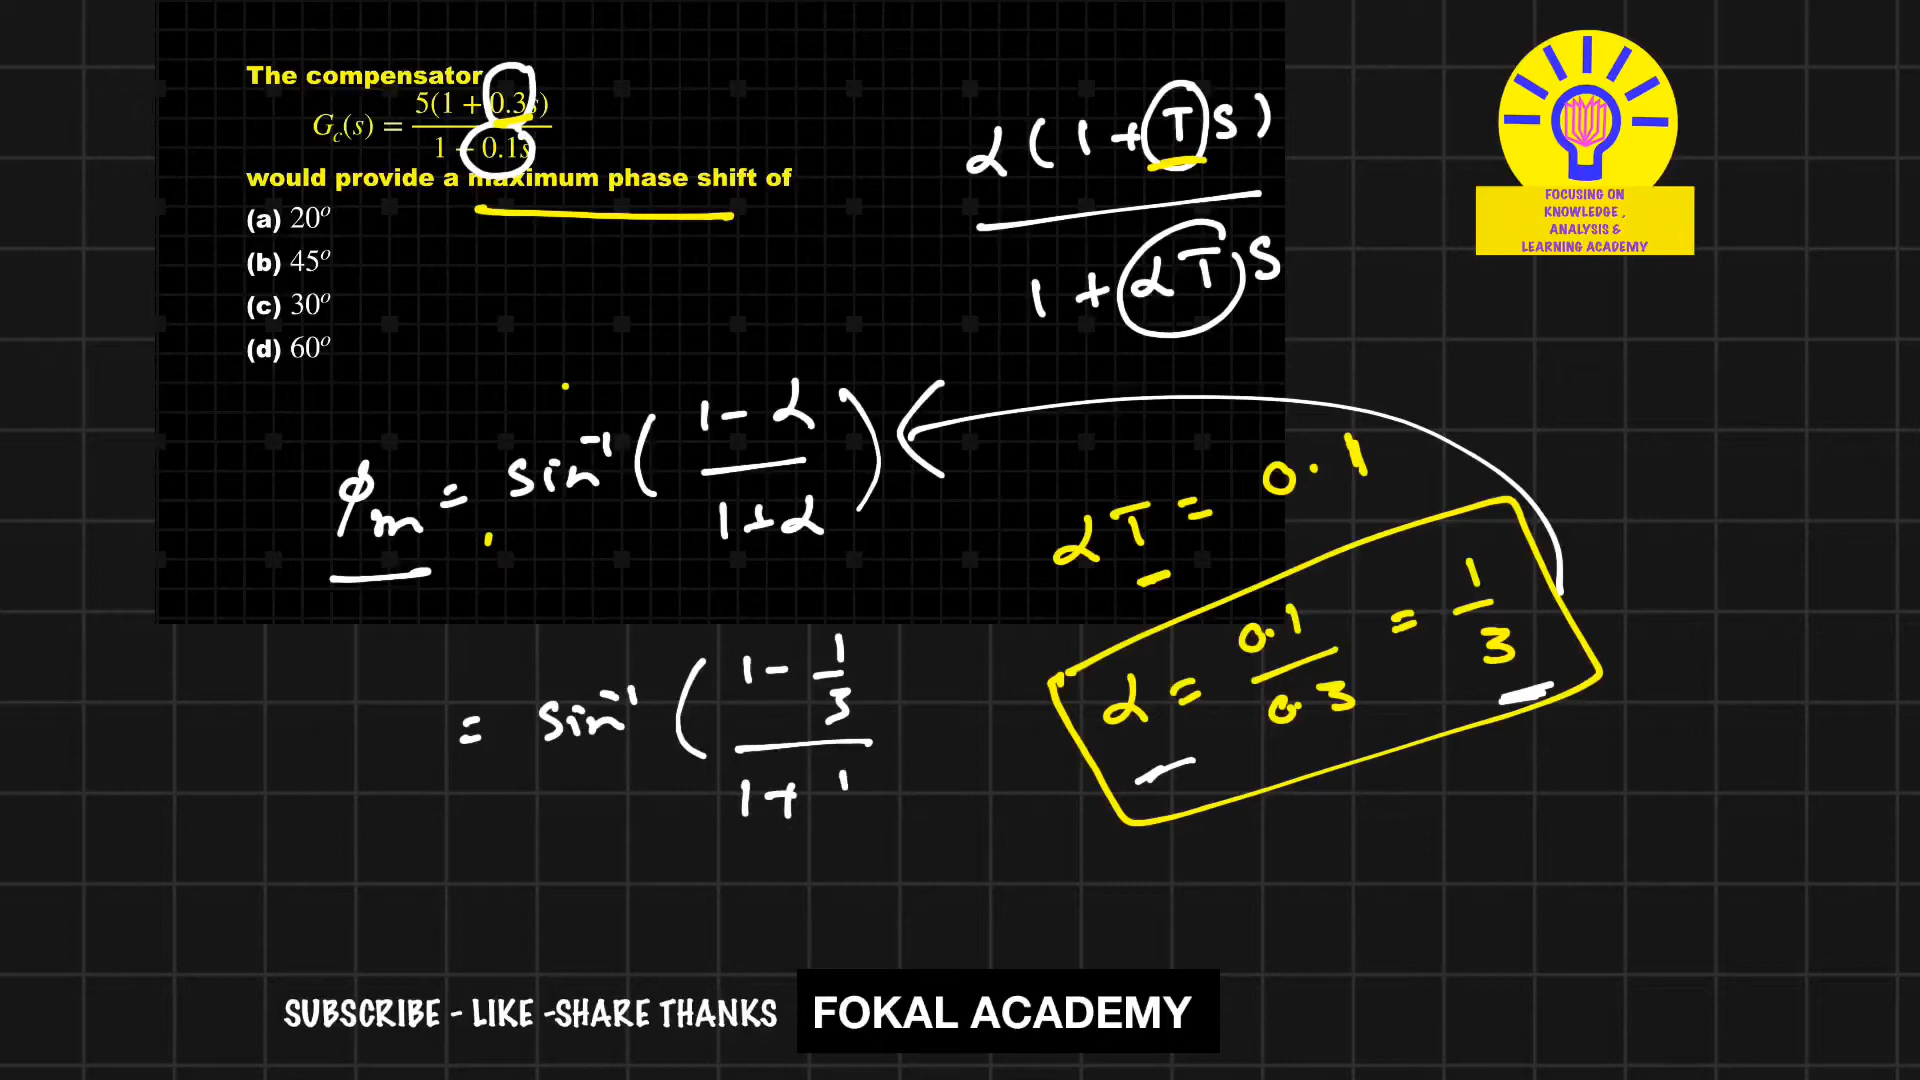 The compensator
G_c(s) = 5(1 + 0.3s) / 1 + 0.1s
would provide a maximum phase shift of
(a) 20°
(b) 45°
(c) 30°
(d) 60°
α(1+TS)
1+αTS
ϕm = sin⁻¹(1-α / 1+α)
αT = 0.1
α = 0.1 / 0.3 = 1/3
= sin⁻¹(1-1/3 / 1+1
FOCUSING ON
KNOWLEDGE ,
ANALYSIS &
LEARNING ACADEMY
SUBSCRIBE - LIKE -SHARE THANKS
FOKAL ACADEMY